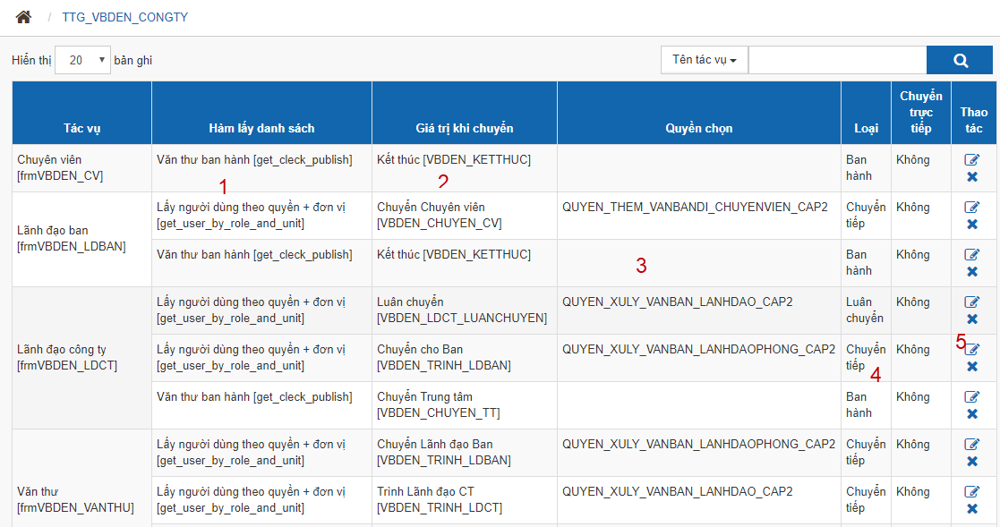 / TTG_VBDEN_CONGTY
Hiển thị 20 bản ghi
Tên tác vụ
Tác vụ
Hàm lấy danh sách
Giá trị khi chuyển
Quyền chọn
Loại
Chuyển
trực
tiếp
Thao
tác
Chuyên viên
[frmVBDEN_CV]
Văn thư ban hành [get_cleck_publish]
1
Kết thúc [VBDEN_KETTHUC]
2
Ban
hành
Không
Lãnh đạo ban
[frmVBDEN_LDBAN]
Lấy người dùng theo quyền + đơn vị
[get_user_by_role_and_unit]
Chuyển Chuyên viên
[VBDEN_CHUYEN_CV]
QUYEN_THEM_VANBANDI_CHUYENVIEN_CAP2
Chuyển
tiếp
Không
Văn thư ban hành [get_cleck_publish]
Kết thúc [VBDEN_KETTHUC]
3
Ban
hành
Không
Lãnh đạo công ty
[frmVBDEN_LDCT]
Lấy người dùng theo quyền + đơn vị
[get_user_by_role_and_unit]
Luân chuyển
[VBDEN_LDCT_LUANCHUYEN]
QUYEN_XULY_VANBAN_LANHDAO_CAP2
Luân
chuyển
Không
Lấy người dùng theo quyền + đơn vị
[get_user_by_role_and_unit]
Chuyển cho Ban
[VBDEN_TRINH_LDBAN]
QUYEN_XULY_VANBAN_LANHDAOPHONG_CAP2
Chuyển
tiếp
4
Không
5
Văn thư ban hành [get_cleck_publish]
Chuyển Trung tâm
[VBDEN_CHUYEN_TT]
Ban
hành
Không
Văn thư
[frmVBDEN_VANTHU]
Lấy người dùng theo quyền + đơn vị
[get_user_by_role_and_unit]
Chuyển Lãnh đạo Ban
[VBDEN_TRINH_LDBAN]
QUYEN_XULY_VANBAN_LANHDAOPHONG_CAP2
Chuyển
tiếp
Không
Lấy người dùng theo quyền + đơn vị
[get_user_by_role_and_unit]
Trình Lãnh đạo CT
[VBDEN_TRINH_LDCT]
QUYEN_XULY_VANBAN_LANHDAO_CAP2
Chuyển
tiếp
Không